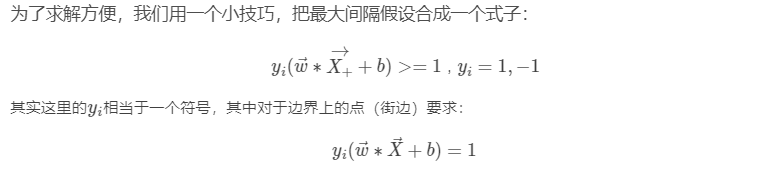 为了求解方便，我们用一个小技巧，把最大间隔假设合成一个式子：
$y_i(\vec{w} * \overrightarrow{X_+} + b) >= 1 , y_i = 1, -1$
其实这里的$y_i$相当于一个符号，其中对于边界上的点（街边）要求：
$y_i(\vec{w} * \vec{X} + b) = 1$